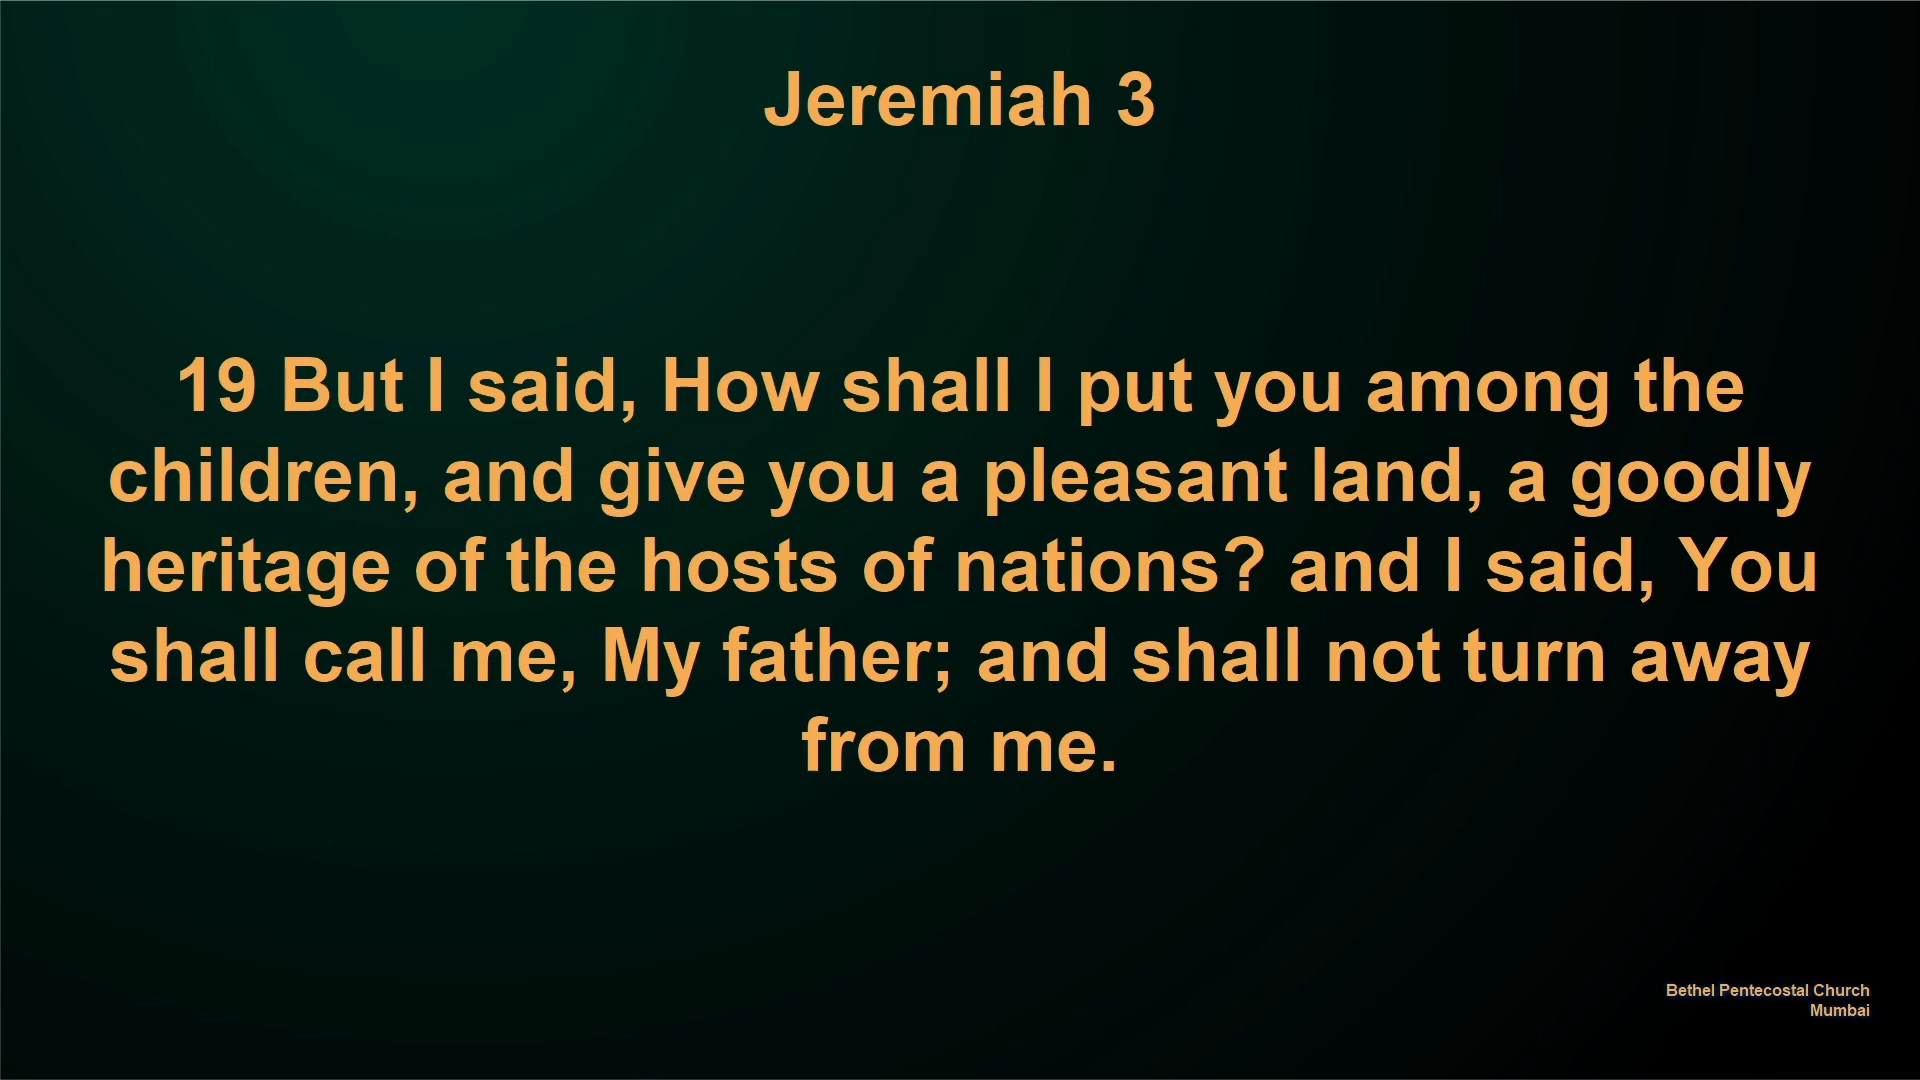 Jeremiah 3
19 But I said, How shall I put you among the
children, and give you a pleasant land, a goodly
heritage of the hosts of nations? and I said, You
shall call me, My father; and shall not turn away
from me.
Bethel Pentecostal Church
Mumbai